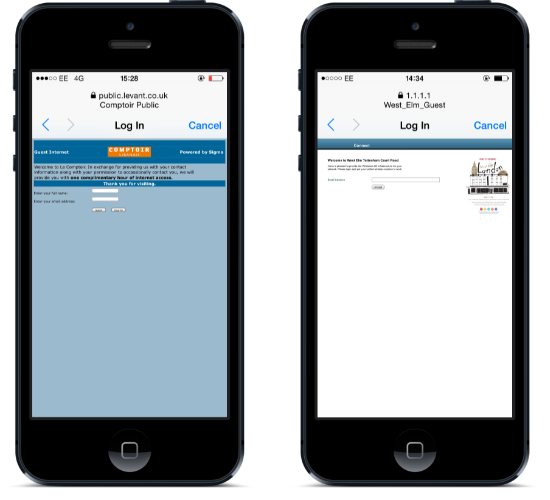 EE 4G
15:28
public.levant.co.uk
Comptoir Public
Log In
Cancel
Guest Internet
COMPTOIR
LIBANAIS
Powered by Sigma
Welcome to Le Comptoir. In exchange for providing us with your contact
information along with your permission to occasionally contact you, we will
provide you with one complimentary hour of internet access.
Thank you for visiting.
Enter your full name:
Enter your email address:
EE
14:34
1.1.1.1
West_Elm_Guest
Log In
Cancel
Welcome to West Elm Tottenham Court Road!
Email Address
London